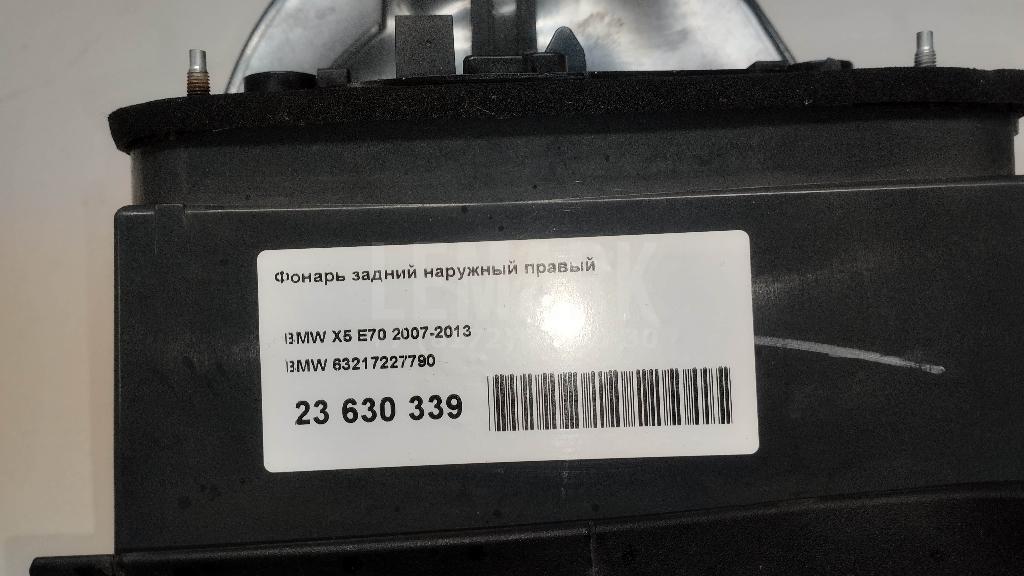 Фонарь задний наружный правый
BMW X5 E70 2007-2013
BMW 63217227790
23 630 339